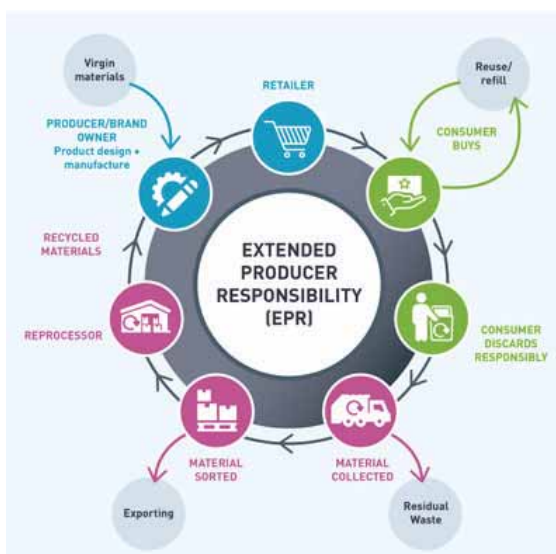 Virgin
materials
RETAILER
Reuse/
refill
PRODUCER/BRAND
OWNER
Product design +
manufacture
CONSUMER
BUYS
EXTENDED
PRODUCER
RESPONSIBILITY
(EPR)
RECYCLED
MATERIALS
REPROCESSOR
CONSUMER
DISCARDS
RESPONSIBLY
MATERIAL
SORTED
MATERIAL
COLLECTED
Exporting
Residual
Waste